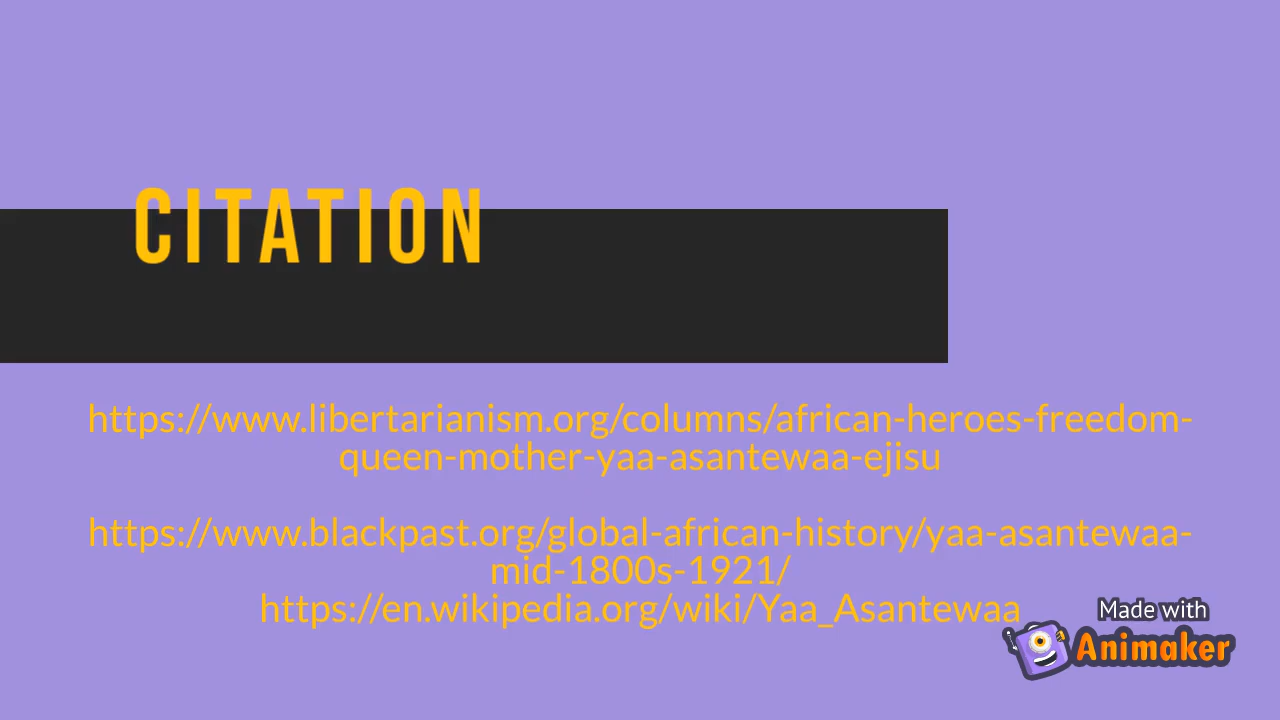 CITATION
https://www.libertarianism.org/columns/african-heroes-freedom-
queen-mother-yaa-asantewaa-ejisu
https://www.blackpast.org/global-african-history/yaa-asantewaa-
mid-1800s-1921/
https://en.wikipedia.org/wiki/Yaa_Asantewaa
Made with
Animaker